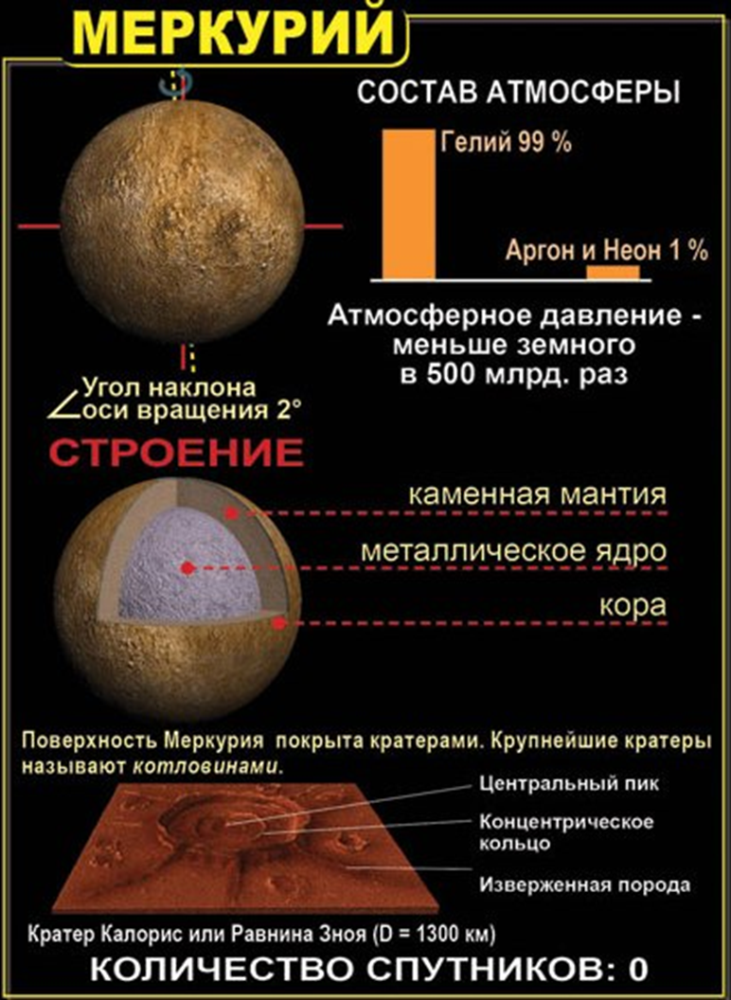 МЕРКУРИЙ
СОСТАВ АТМОСФЕРЫ
Гелий 99 %
Аргон и Неон 1 %
Атмосферное давление -
меньше земного
в 500 млрд. раз
Угол наклона
оси вращения 2°
СТРОЕНИЕ
каменная мантия
металлическое ядро
кора
Поверхность Меркурия покрыта кратерами. Крупнейшие кратеры
называют котловинами.
Центральный пик
Концентрическое
кольцо
Изверженная порода
Кратер Калорис или Равнина Зноя (D = 1300 км)
КОЛИЧЕСТВО СПУТНИКОВ: 0